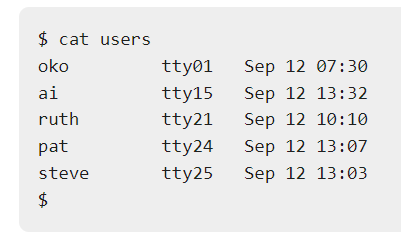 $ cat users
oko         tty01   Sep 12 07:30
ai          tty15   Sep 12 13:32
ruth        tty21   Sep 12 10:10
pat         tty24   Sep 12 13:07
steve       tty25   Sep 12 13:03
$